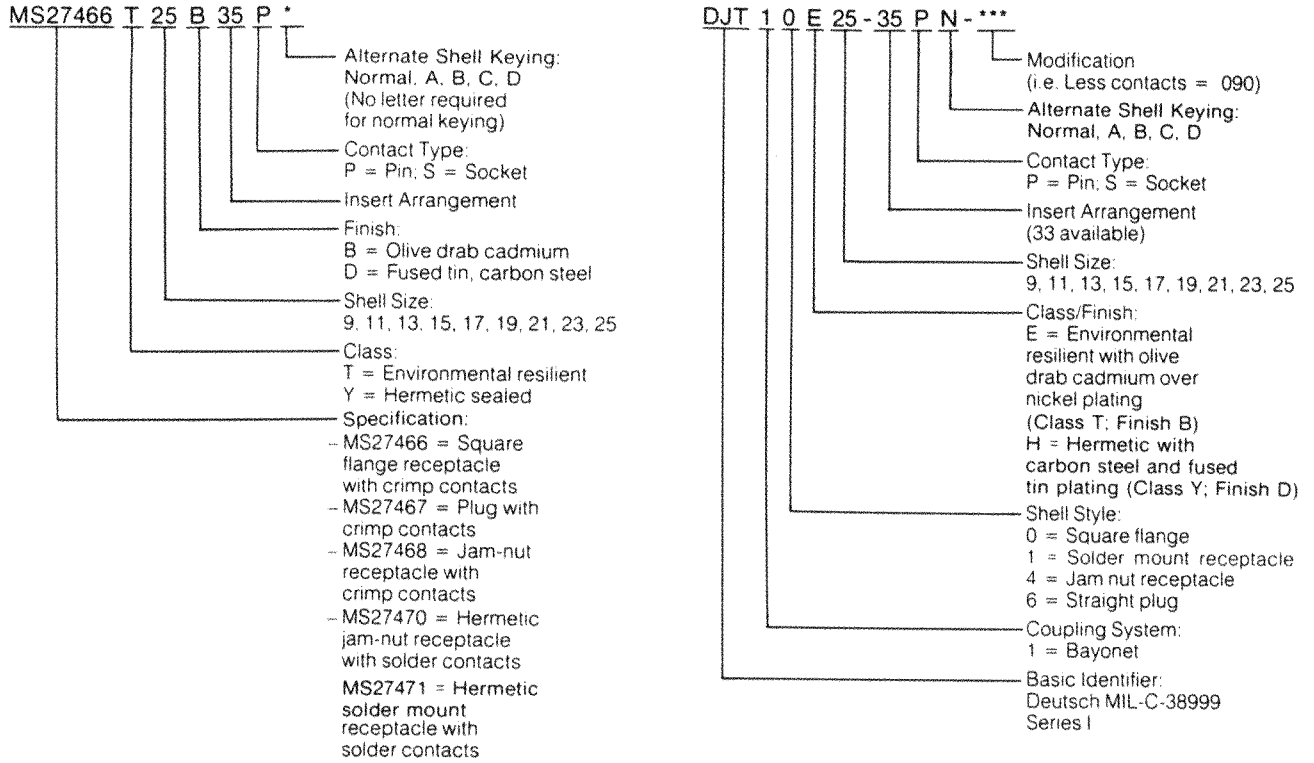 MS27466 T 25 B 35 P *
Alternate Shell Keying:
Normal, A, B, C, D
(No letter required
for normal keying)
Contact Type:
P = Pin; S = Socket
Insert Arrangement
Finish:
B = Olive drab cadmium
D = Fused tin, carbon steel
Shell Size:
9, 11, 13, 15, 17, 19, 21, 23, 25
Class:
T = Environmental resilient
Y = Hermetic sealed
Specification:
– MS27466 = Square
flange receptacle
with crimp contacts
– MS27467 = Plug with
crimp contacts
– MS27468 = Jam-nut
receptacle with
crimp contacts
– MS27470 = Hermetic
jam-nut receptacle
with solder contacts
MS27471 = Hermetic
solder mount
receptacle with
solder contacts
DJT 1 0 E 25 - 35 P N - ***
Modification
(i.e. Less contacts = 090)
Alternate Shell Keying:
Normal, A, B, C, D
Contact Type:
P = Pin; S = Socket
Insert Arrangement
(33 available)
Shell Size:
9, 11, 13, 15, 17, 19, 21, 23, 25
Class/Finish:
E = Environmental
resilient with olive
drab cadmium over
nickel plating
(Class T; Finish B)
H = Hermetic with
carbon steel and fused
tin plating (Class Y; Finish D)
Shell Style:
0 = Square flange
1 = Solder mount receptacle
4 = Jam nut receptacle
6 = Straight plug
Coupling System:
1 = Bayonet
Basic Identifier:
Deutsch MIL-C-38999
Series I